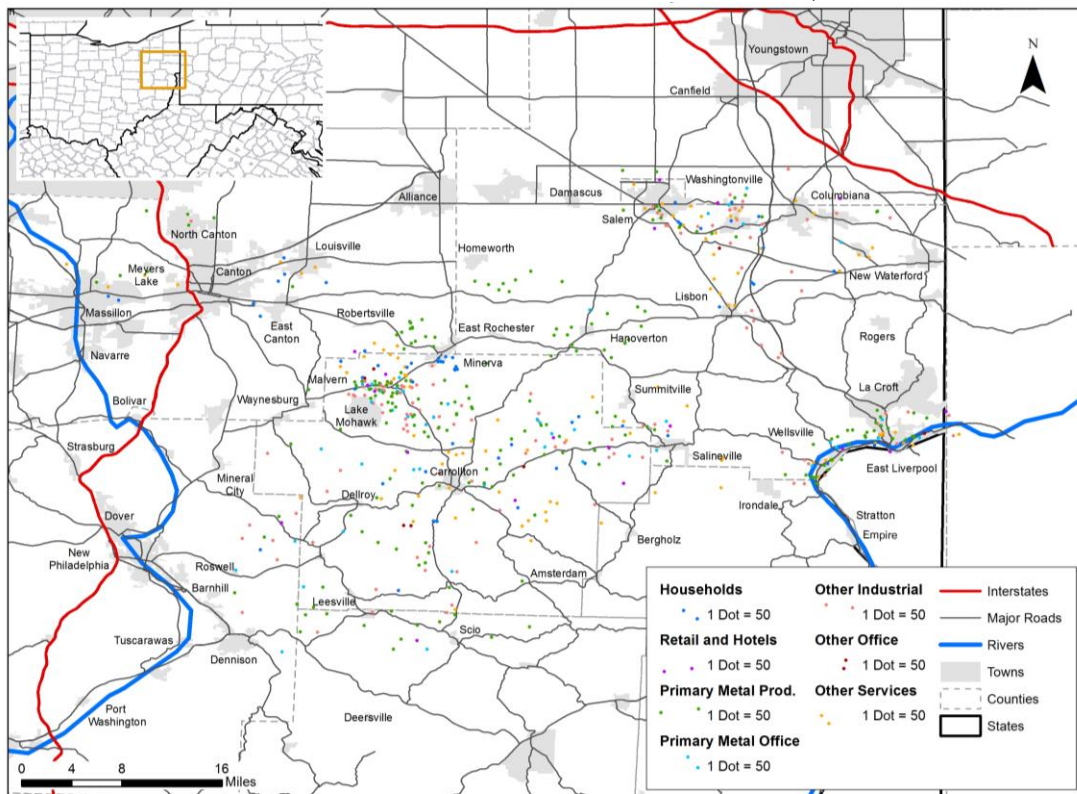 Youngstown
N
Canfield
Washingtonville
Alliance
Damascus
Columbiana
Salem
North Canton
Louisville
Homeworth
Meyers
Lake
Canton
New Waterford
Lisbon
Massillon
Robertsville
East
Canton
East Rochester
Hanoverton
Rogers
Navarre
Minerva
Malvern
Summitville
La Croft
Waynesburg
Bolivar
Lake
Mohawk
Wellsville
Strasburg
Salineville
East Liverpool
Carrollton
Mineral
City
Dellroy
Irondale
Dover
Stratton
Empire
New
Philadelphia
Bergholz
Roswell
Amsterdam
Barnhill
Leesville
Scio
Tuscarawas
Dennison
Port
Washington
Deersville
Households
1 Dot = 50
Retail and Hotels
1 Dot = 50
Primary Metal Prod.
1 Dot = 50
Primary Metal Office
1 Dot = 50
Other Industrial
1 Dot = 50
Other Office
1 Dot = 50
Other Services
1 Dot = 50
Interstates
Major Roads
Rivers
Towns
Counties
States
0 4 8 16
Miles